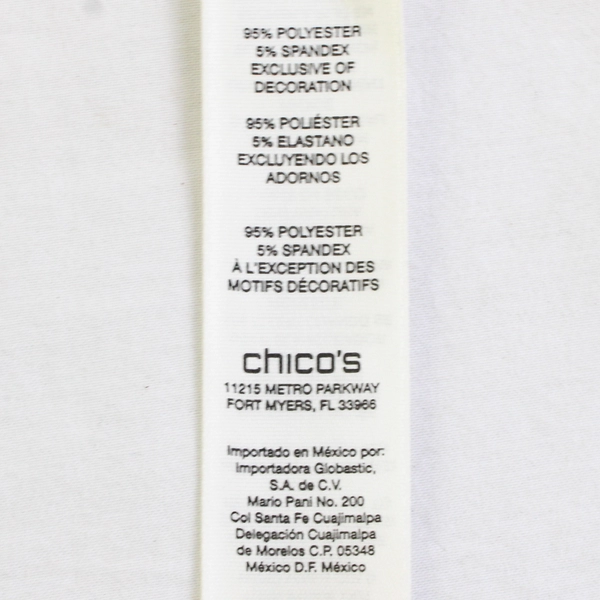 95% POLYESTER
5% SPANDEX
EXCLUSIVE OF
DECORATION
95% POLIÉSTER
5% ELASTANO
EXCLUYENDO LOS
ADORNOS
95% POLYESTER
5% SPANDEX
À L'EXCEPTION DES
MOTIFS DÉCORATIFS
chico's
11215 METRO PARKWAY
FORT MYERS, FL 33966
Importado en México por:
Importadora Globastic,
S.A. de C.V.
Mario Pani No. 200
Col Santa Fe Cuajimalpa
Delegación Cuajimalpa
de Morelos C.P. 05348
México D.F. México